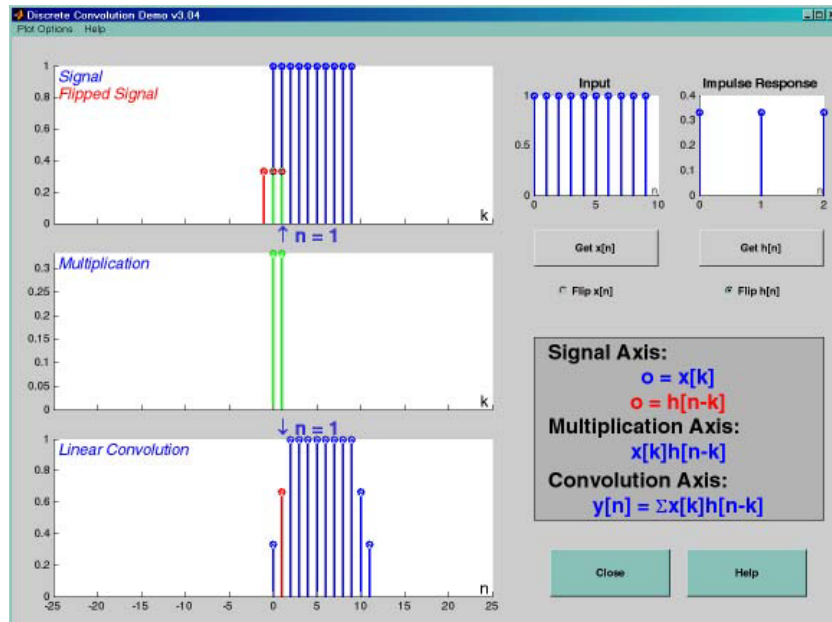 Discrete Convolution Demo v3.04
Plot Options Help
Signal
Flipped Signal
1
0.8
0.6
0.4
0.2
0
k
↑ n = 1
Multiplication
0.3
0.25
0.2
0.15
0.1
0.05
0
k
↓ n = 1
Linear Convolution
1
0.8
0.6
0.4
0.2
0
n
-25 -20 -15 -10 -5 0 5 10 15 20 25
Input
1
0.5
0
n
0 5 10
Impulse Response
0.4
0.3
0.2
0.1
0
n
0 1 2
Get x[n]
Get h[n]
Flip x[n]
Flip h[n]
Signal Axis:
o = x[k]
o = h[n-k]
Multiplication Axis:
x[k]h[n-k]
Convolution Axis:
y[n] = Σx[k]h[n-k]
Close
Help